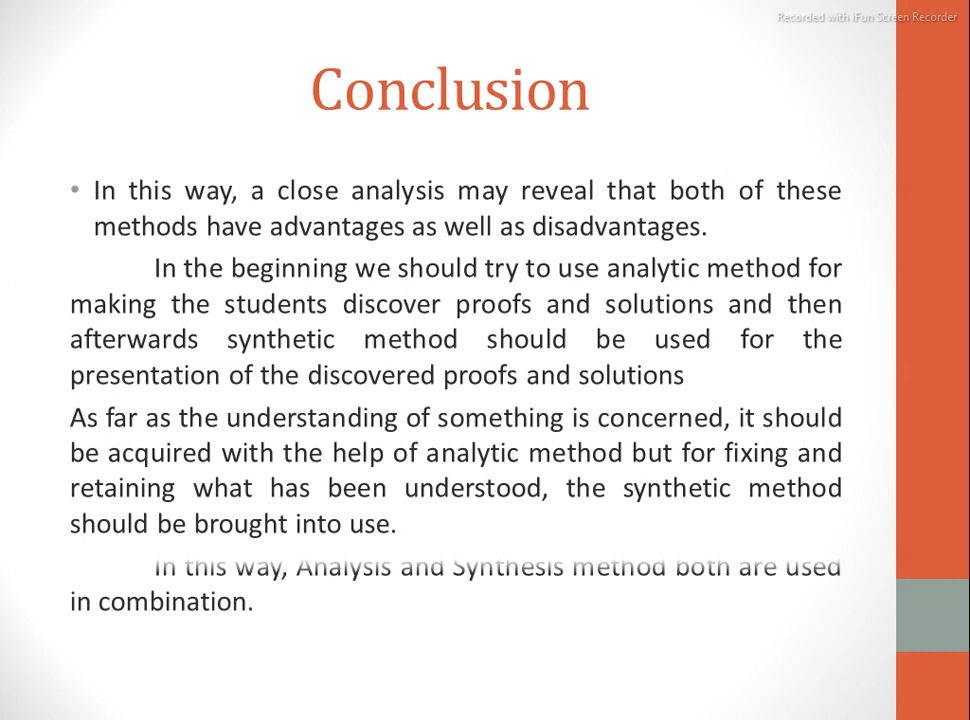 Recorded with iFun Screen Recorder
Conclusion
• In this way, a close analysis may reveal that both of these
methods have advantages as well as disadvantages.
In the beginning we should try to use analytic method for
making the students discover proofs and solutions and then
afterwards synthetic method should be used for the
presentation of the discovered proofs and solutions
As far as the understanding of something is concerned, it should
be acquired with the help of analytic method but for fixing and
retaining what has been understood, the synthetic method
should be brought into use.
In this way, Analysis and Synthesis method both are used
in combination.